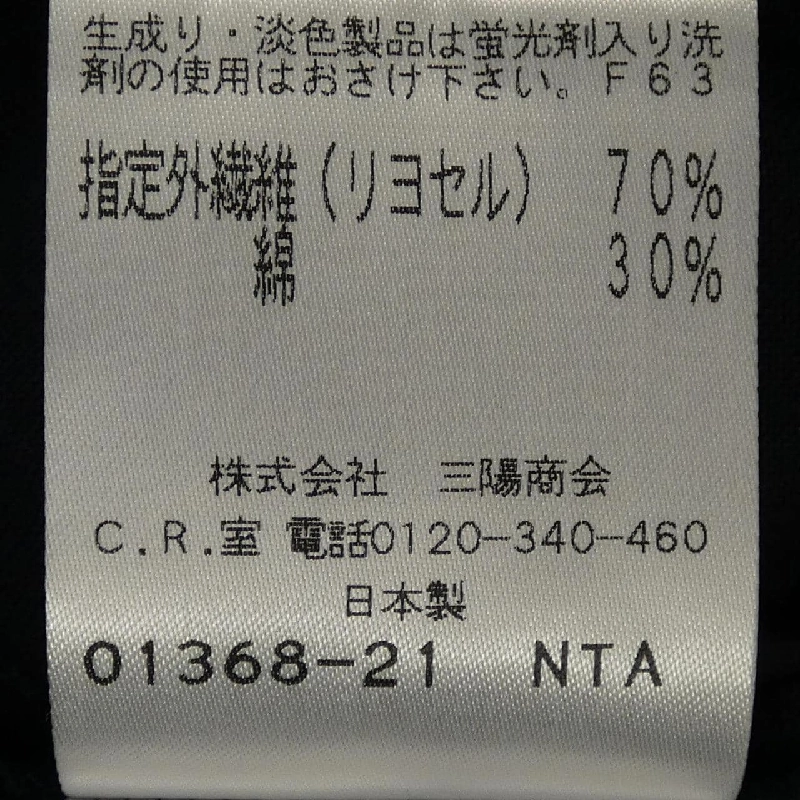 生成り・淡色製品は蛍光剤入り洗
剤の使用はおさけ下さい。F63
指定外繊維(リヨセル) 70%
綿 30%
株式会社 三陽商会
C.R.室 電話0120-340-460
日本製
01368-21 NTA